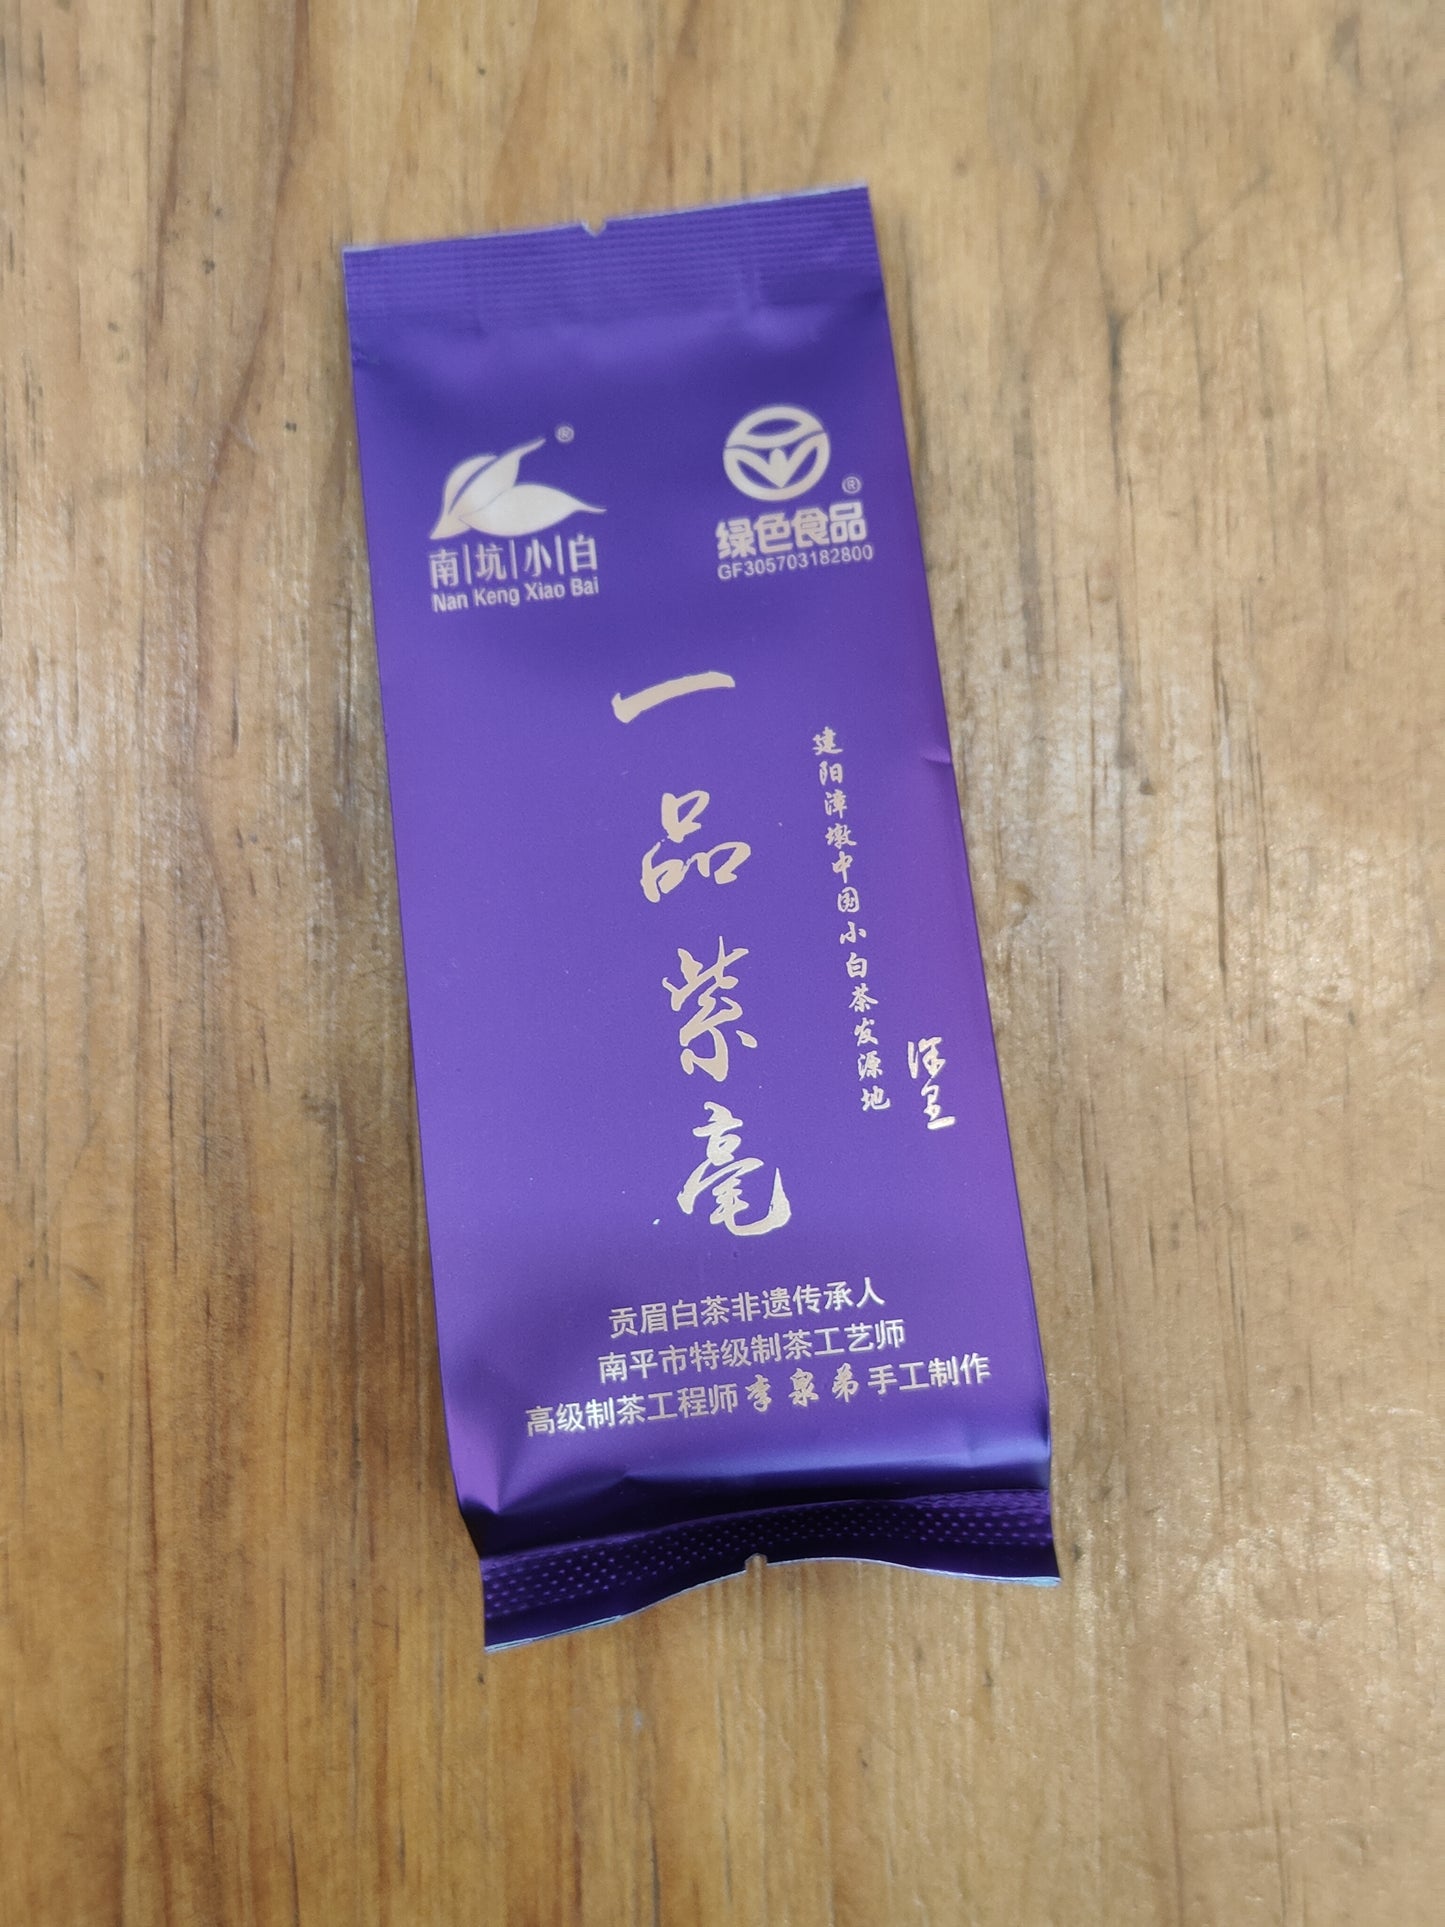 南坑小白
Nan Keng Xiao Bai
绿色食品
GF305703182800
一品紫毫
建阳漳墩中国小白茶发源地
贡眉白茶非遗传承人
南平市特级制茶工艺师
高级制茶工程师李泉弟手工制作